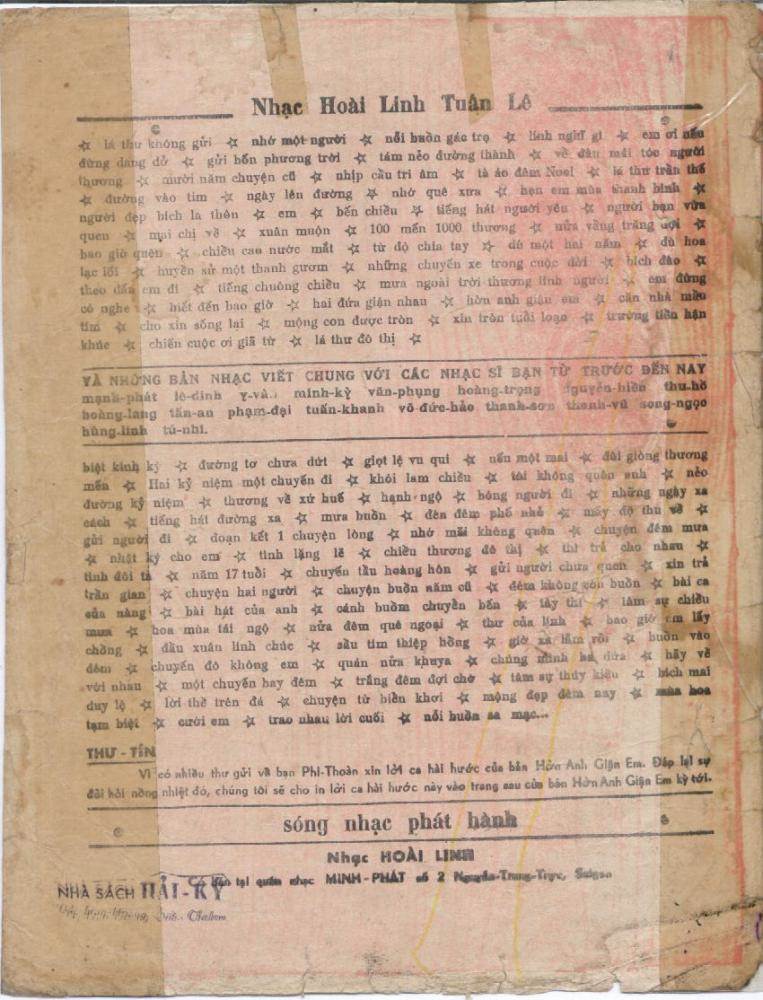 Nhạc Hoài Linh Tuân Lê
☆ lá thư không gửi ☆ nhớ một người ☆ nỗi buồn gác trọ ☆ lính nghĩ gì ☆ em ơi nếu
đừng dang dở ☆ gửi bốn phương trời ☆ tám nẻo đường thành ☆ về đâu mái tóc người
thương ☆ mười năm chuyện cũ ☆ nhịp cầu tri âm ☆ tà áo đêm Noel ☆ lá thư trần thế
☆ đường vào tim ☆ ngày lên đường ☆ nhớ quê xưa ☆ hẹn em mùa thanh bình ☆
người đẹp bích la thôn ☆ em ☆ bến chiều ☆ tiếng hát người yêu ☆ người bạn vừa
quen ☆ mai chị về ☆ xuân muộn ☆ 100 mến 1000 thương ☆ nửa vầng trăng đợi ☆
bao giờ quên ☆ chiều cao nước mắt ☆ từ độ chia tay ☆ dù một hai năm ☆ dù hoa
lạc lối ☆ huyền sử một thanh gươm ☆ những chuyến xe trong cuộc đời ☆ bích đào ☆
theo dấu em đi ☆ tiếng chuông chiều ☆ mưa ngoài trời thương lính người ☆ em đừng
có nghe ☆ biết đến bao giờ ☆ hai đứa giận nhau ☆ hờn anh giận em ☆ căn nhà mầu
tím ☆ cho xin sống lại ☆ mộng con được tròn ☆ xin tròn tuổi loạn ☆ trường tiền hận
khúc ☆ chiến cuộc ơi giã từ ☆ lá thư đô thị ☆
VÀ NHỮNG BẢN NHẠC VIẾT CHUNG VỚI CÁC NHẠC SĨ BẠN TỪ TRƯỚC ĐẾN NAY
mạnh-phát lê-dinh y-vân minh-kỳ văn-phụng hoàng-trọng nguyễn-hiền thu-hồ
hoàng-lang tân-an phạm-đại tuấn-khanh võ-đức-hảo thanh-sơn thanh-vũ song-ngọc
hùng-linh tú-nhi.
biệt kinh kỳ ☆ đường tơ chưa dứt ☆ giọt lệ vu qui ☆ nếu một mai ☆ đôi giòng thương
mến ☆ Hai kỷ niệm một chuyến đi ☆ khói lam chiều ☆ tôi không quên anh ☆ nẻo
đường kỷ niệm ☆ thương về xứ huế ☆ hạnh ngộ ☆ bóng người đi ☆ những ngày xa
cách ☆ tiếng hát đường xa ☆ mưa buồn ☆ đèn đêm phố nhỏ ☆ mấy độ thu về ☆
gửi người đi ☆ đoạn kết 1 chuyện lòng ☆ nhớ mãi không quên ☆ chuyện đêm mưa
☆ nhật ký cho em ☆ tình lặng lẽ ☆ chiều thương đô thị ☆ thì trả cho nhau ☆
tình đôi ta ☆ năm 17 tuổi ☆ chuyến tầu hoàng hôn ☆ gửi người chưa quen ☆ xin trả
trần gian ☆ chuyện hai người ☆ chuyện buồn năm cũ ☆ đêm không còn buồn ☆ bài ca
của nàng ☆ bài hát của anh ☆ cánh buồm chuyển bến ☆ tây thi ☆ tâm sự chiều
mưa ☆ hoa mùa tái ngộ ☆ nửa đêm quê ngoại ☆ thư của lính ☆ bao giờ em lấy
chồng ☆ đầu xuân lính chúc ☆ sầu tím thiệp hồng ☆ giờ xa lắm rồi ☆ buồn vào
đêm ☆ chuyến đò không em ☆ quán nửa khuya ☆ chúng mình ba đứa ☆ hãy về
với nhau ☆ một chuyến bay đêm ☆ trắng đêm đợi chờ ☆ tâm sự thúy kiều ☆ bích mai
duy lệ ☆ lời thề trên đá ☆ chuyện từ biển khơi ☆ mộng đẹp đêm nay ☆ mùa hoa
tạm biệt ☆ cười em ☆ trao nhau lời cuối ☆ nỗi buồn sa mạc...
THƯ - TÍN
Vì có nhiều thư gửi về bạn Phi-Thoàn xin lời ca hài hước của bản Hờn Anh Giận Em. Đáp lại sự
đòi hỏi nồng nhiệt đó, chúng tôi sẽ cho in lời ca hài hước này vào trang sau của bản Hờn Anh Giận Em kỳ tới.
sóng nhạc phát hành
Nhạc HOÀI LINH
Có bán tại quán nhạc MINH-PHÁT số 2 Nguyễn-Trung-Trực, Saigon
NHÀ SÁCH HẢI-KÝ